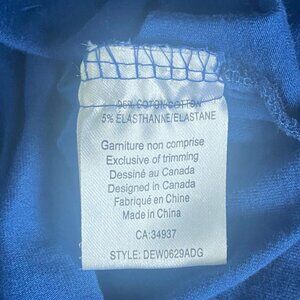 95% COTON/COTTON
5% ELASTHANNE/ELASTANE
Garniture non comprise
Exclusive of trimming
Dessiné au Canada
Designed in Canada
Fabriqué en Chine
Made in China
CA:34937
STYLE: DEW0629ADG